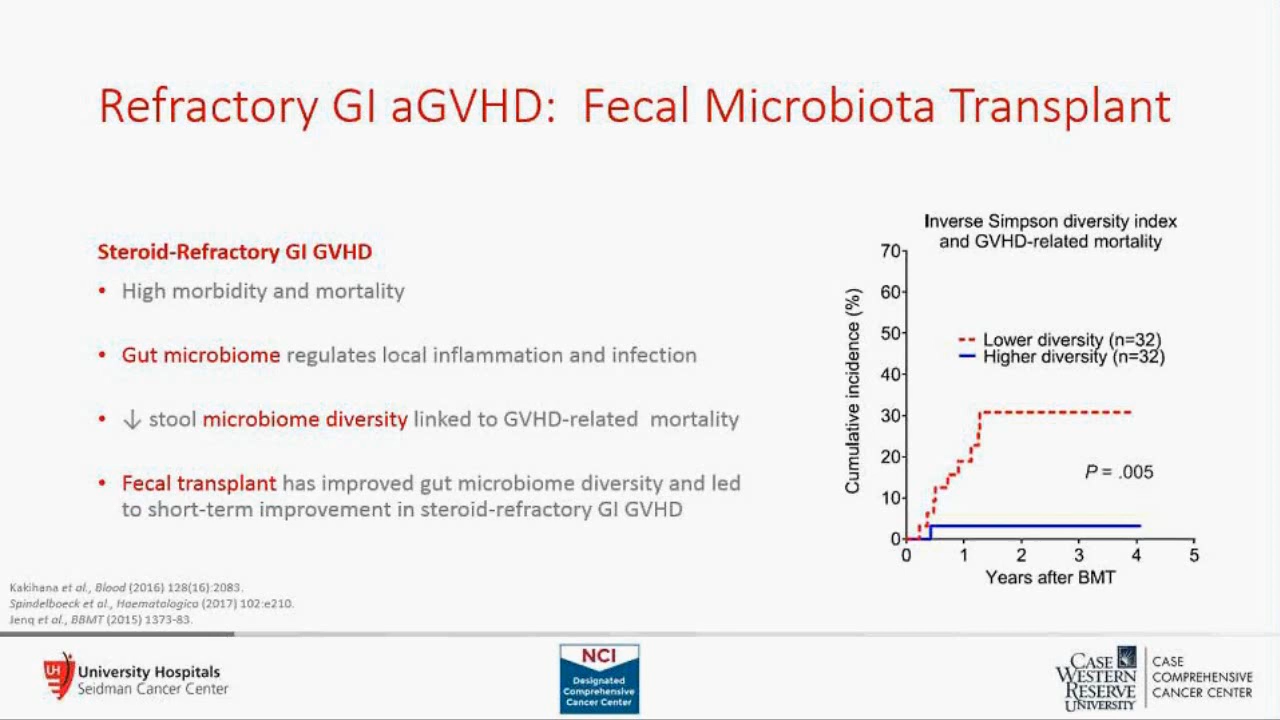 Refractory GI aGVHD: Fecal Microbiota Transplant
Steroid-Refractory GI GVHD
• High morbidity and mortality
• Gut microbiome regulates local inflammation and infection
• ↓ stool microbiome diversity linked to GVHD-related mortality
• Fecal transplant has improved gut microbiome diversity and led
to short-term improvement in steroid-refractory GI GVHD
Inverse Simpson diversity index
and GVHD-related mortality
Cumulative incidence (%)
70
60
50
40
30
20
10
0
Lower diversity (n=32)
Higher diversity (n=32)
P = .005
0 1 2 3 4 5
Years after BMT
Kakihana et al., Blood (2016) 128(16):2083.
Spindelboeck et al., Haematologica (2017) 102:e210.
Jenq et al., BBMT (2015) 1373-83.
UH
University Hospitals
Seidman Cancer Center
NCI
Designated
Comprehensive
Cancer Center
CASE
WESTERN
RESERVE
UNIVERSITY
CASE
COMPREHENSIVE
CANCER CENTER